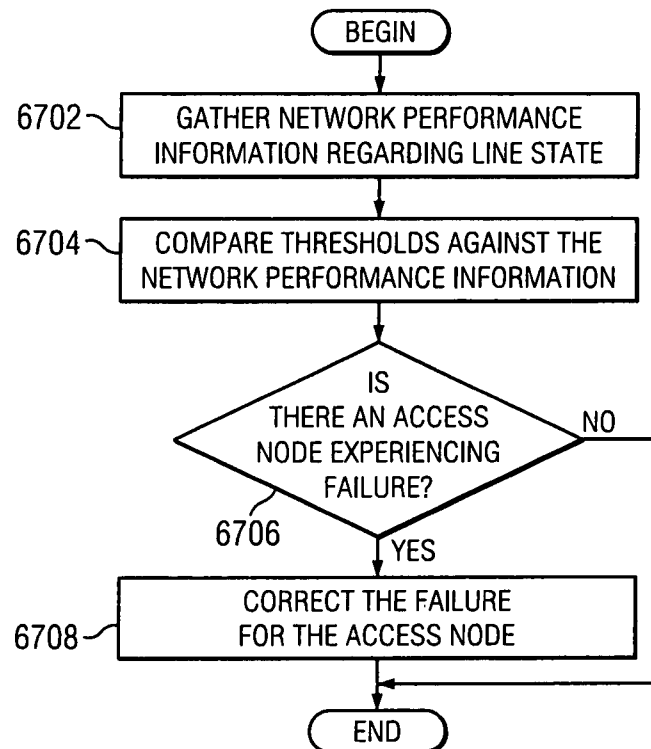 BEGIN
6702
GATHER NETWORK PERFORMANCE
INFORMATION REGARDING LINE STATE
6704
COMPARE THRESHOLDS AGAINST THE
NETWORK PERFORMANCE INFORMATION
IS
THERE AN ACCESS
NODE EXPERIENCING
FAILURE?
NO
6706
YES
6708
CORRECT THE FAILURE
FOR THE ACCESS NODE
END